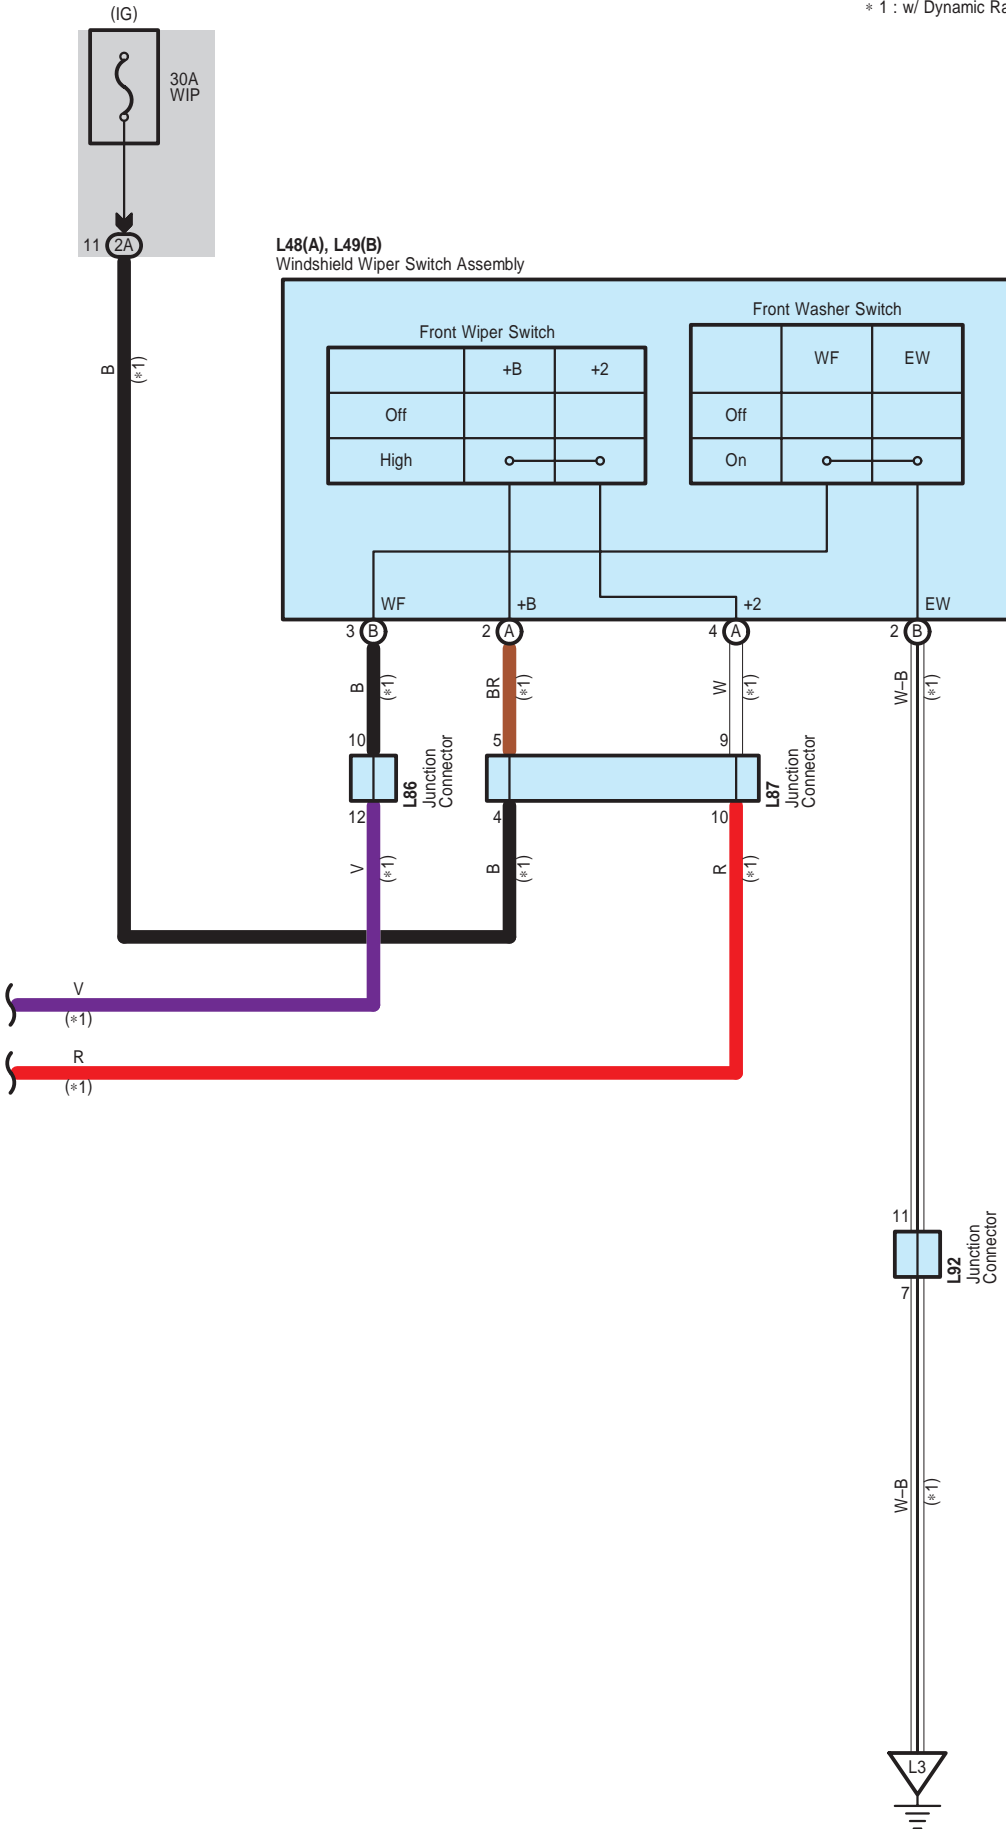 (IG)
* 1 : w/ Dynamic Ra
30A
WIP
11 2A
L48(A), L49(B)
Windshield Wiper Switch Assembly
Front Wiper Switch
+B +2
Off
High
Front Washer Switch
WF EW
Off
On
B (*1)
WF +B +2 EW
3 B 2 A 4 A 2 B
B (*1) BR (*1) W (*1) W–B (*1)
10 5 9
L86
Junction
Connector
L87
Junction
Connector
12 4 10
V (*1) B (*1) R (*1)
V
(*1)
R
(*1)
11
L92
Junction
Connector
7
W–B (*1)
L3